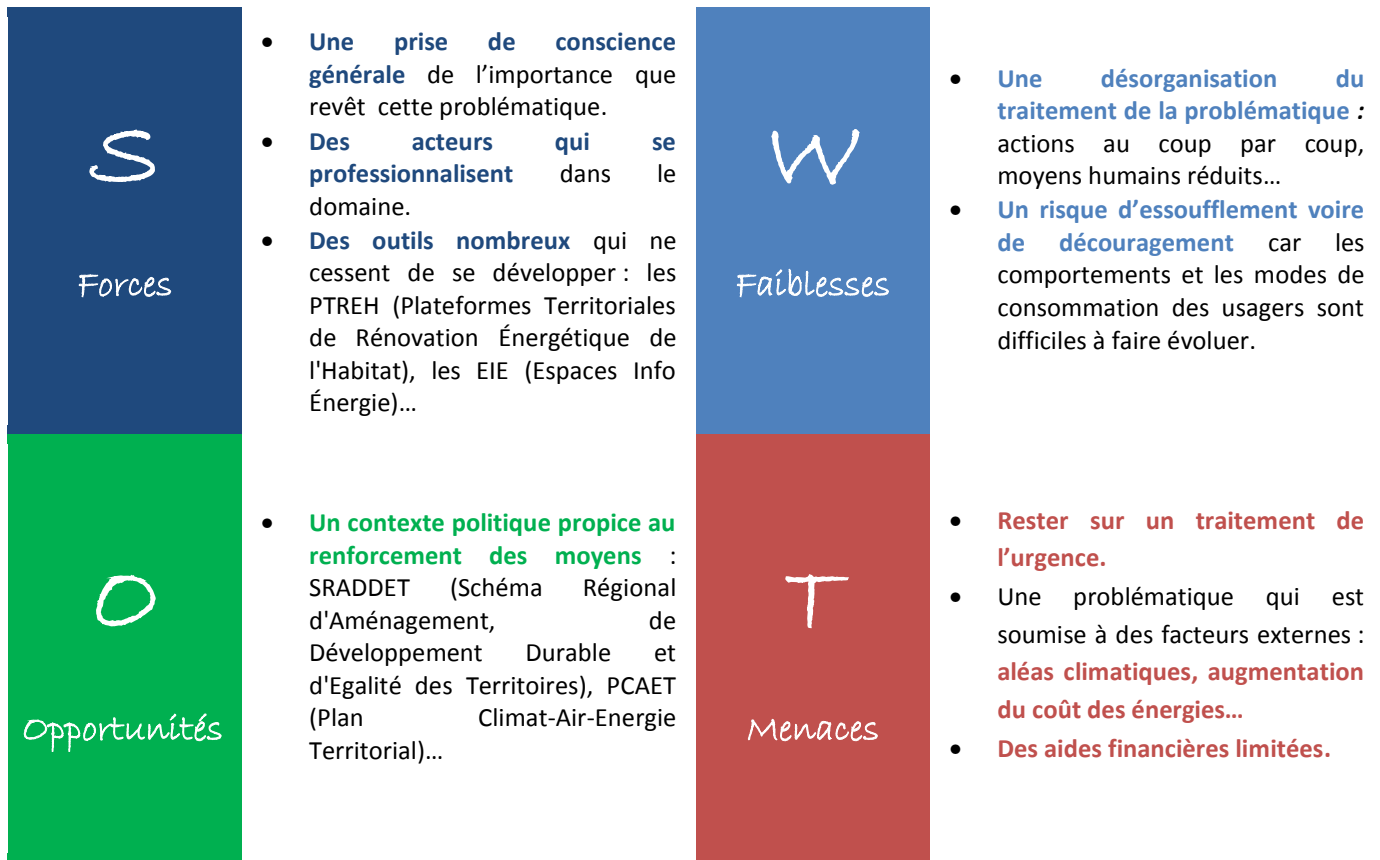 S
Forces
• Une prise de conscience
générale de l’importance que
revêt cette problématique.
• Des acteurs qui se
professionnalisent dans le
domaine.
• Des outils nombreux qui ne
cessent de se développer : les
PTREH (Plateformes Territoriales
de Rénovation Énergétique de
l'Habitat), les EIE (Espaces Info
Énergie)…
W
Faiblesses
• Une désorganisation du
traitement de la problématique :
actions au coup par coup,
moyens humains réduits…
• Un risque d’essoufflement voire
de découragement car les
comportements et les modes de
consommation des usagers sont
difficiles à faire évoluer.
O
Opportunités
• Un contexte politique propice au
renforcement des moyens :
SRADDET (Schéma Régional
d'Aménagement, de
Développement Durable et
d'Egalité des Territoires), PCAET
(Plan Climat-Air-Energie
Territorial)…
T
Menaces
• Rester sur un traitement de
l’urgence.
• Une problématique qui est
soumise à des facteurs externes :
aléas climatiques, augmentation
du coût des énergies…
• Des aides financières limitées.